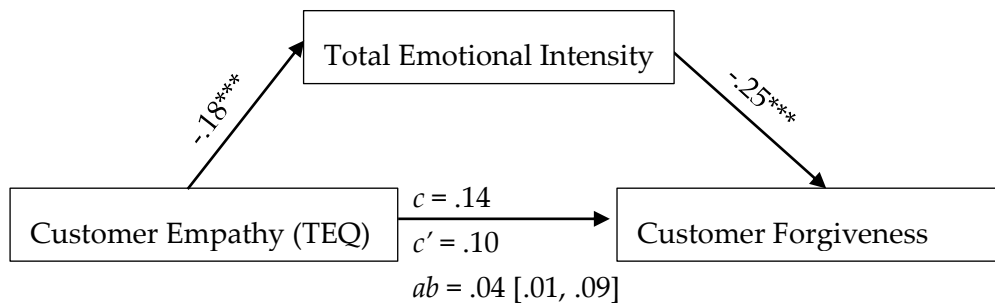 Total Emotional Intensity
-.18***
-.25***
Customer Empathy (TEQ)
c = .14
c’ = .10
ab = .04 [.01, .09]
Customer Forgiveness